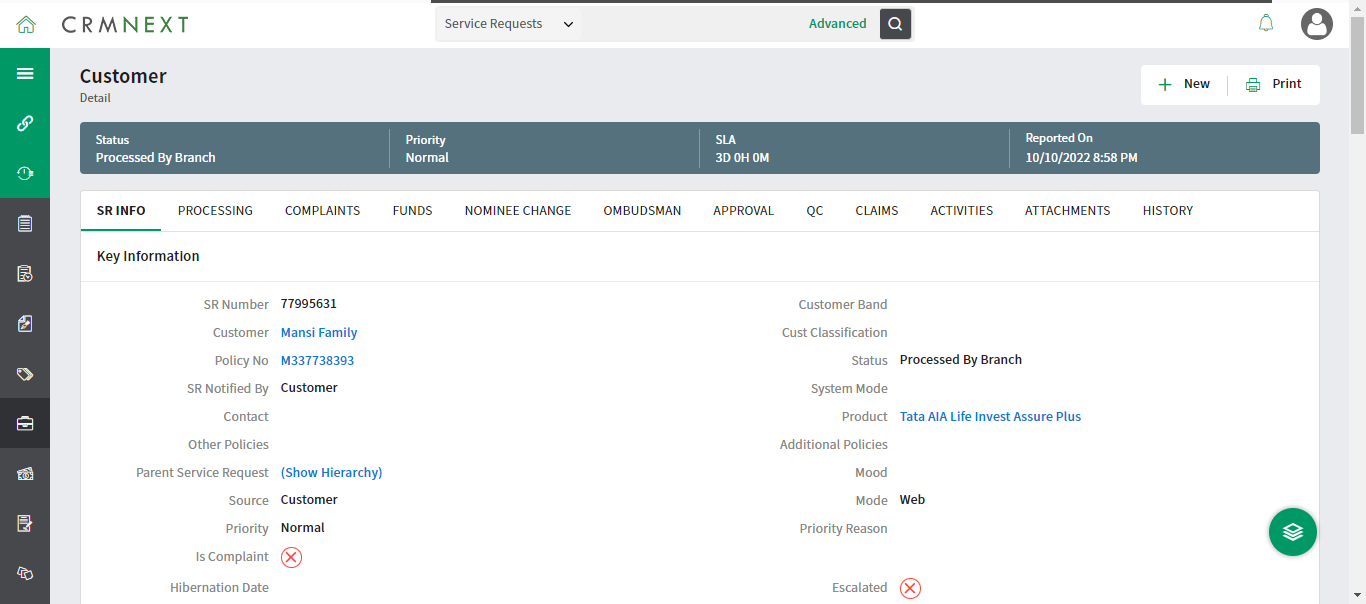 CRMNEXT
Service Requests
Advanced
Customer
Detail
New
Print
Status
Processed By Branch
Priority
Normal
SLA
3D 0H 0M
Reported On
10/10/2022 8:58 PM
SR INFO PROCESSING COMPLAINTS FUNDS NOMINEE CHANGE OMBUDSMAN APPROVAL QC CLAIMS ACTIVITIES ATTACHMENTS HISTORY
Key Information
SR Number 77995631
Customer Band
Customer Mansi Family
Cust Classification
Policy No M337738393
Status Processed By Branch
SR Notified By Customer
System Mode
Contact
Product Tata AIA Life Invest Assure Plus
Other Policies
Additional Policies
Parent Service Request (Show Hierarchy)
Mood
Source Customer
Mode Web
Priority Normal
Priority Reason
Is Complaint
Hibernation Date
Escalated